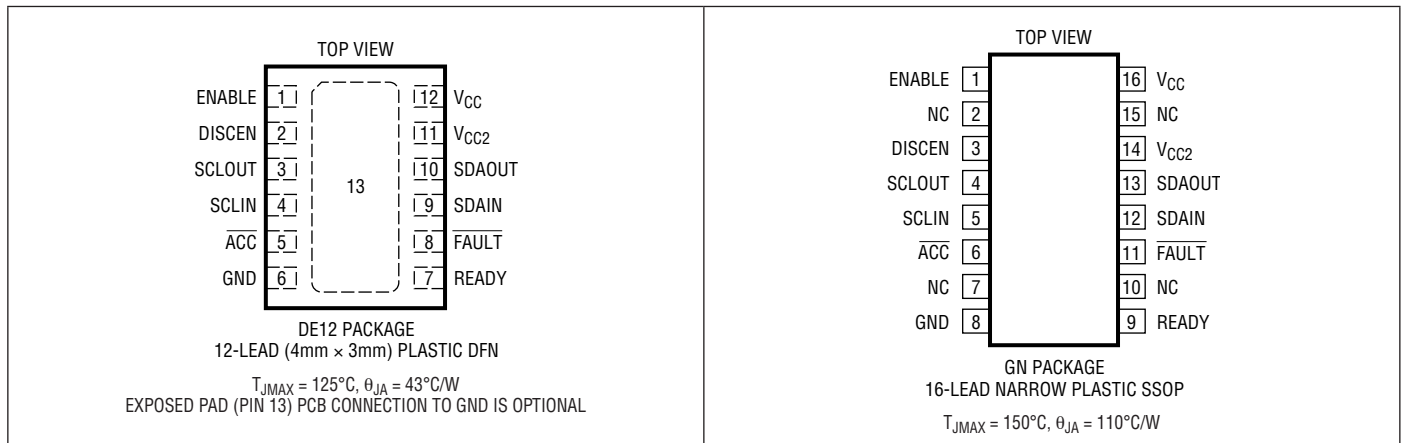 TOP VIEW
ENABLE 1 12 VCC
DISCEN 2 11 VCC2
SCLOUT 3 10 SDAOUT
13
SCLIN 4 9 SDAIN
ACC 5 8 FAULT
GND 6 7 READY
DE12 PACKAGE
12-LEAD (4mm × 3mm) PLASTIC DFN
TJMAX = 125°C, θJA = 43°C/W
EXPOSED PAD (PIN 13) PCB CONNECTION TO GND IS OPTIONAL
TOP VIEW
ENABLE 1 16 VCC
NC 2 15 NC
DISCEN 3 14 VCC2
SCLOUT 4 13 SDAOUT
SCLIN 5 12 SDAIN
ACC 6 11 FAULT
NC 7 10 NC
GND 8 9 READY
GN PACKAGE
16-LEAD NARROW PLASTIC SSOP
TJMAX = 150°C, θJA = 110°C/W